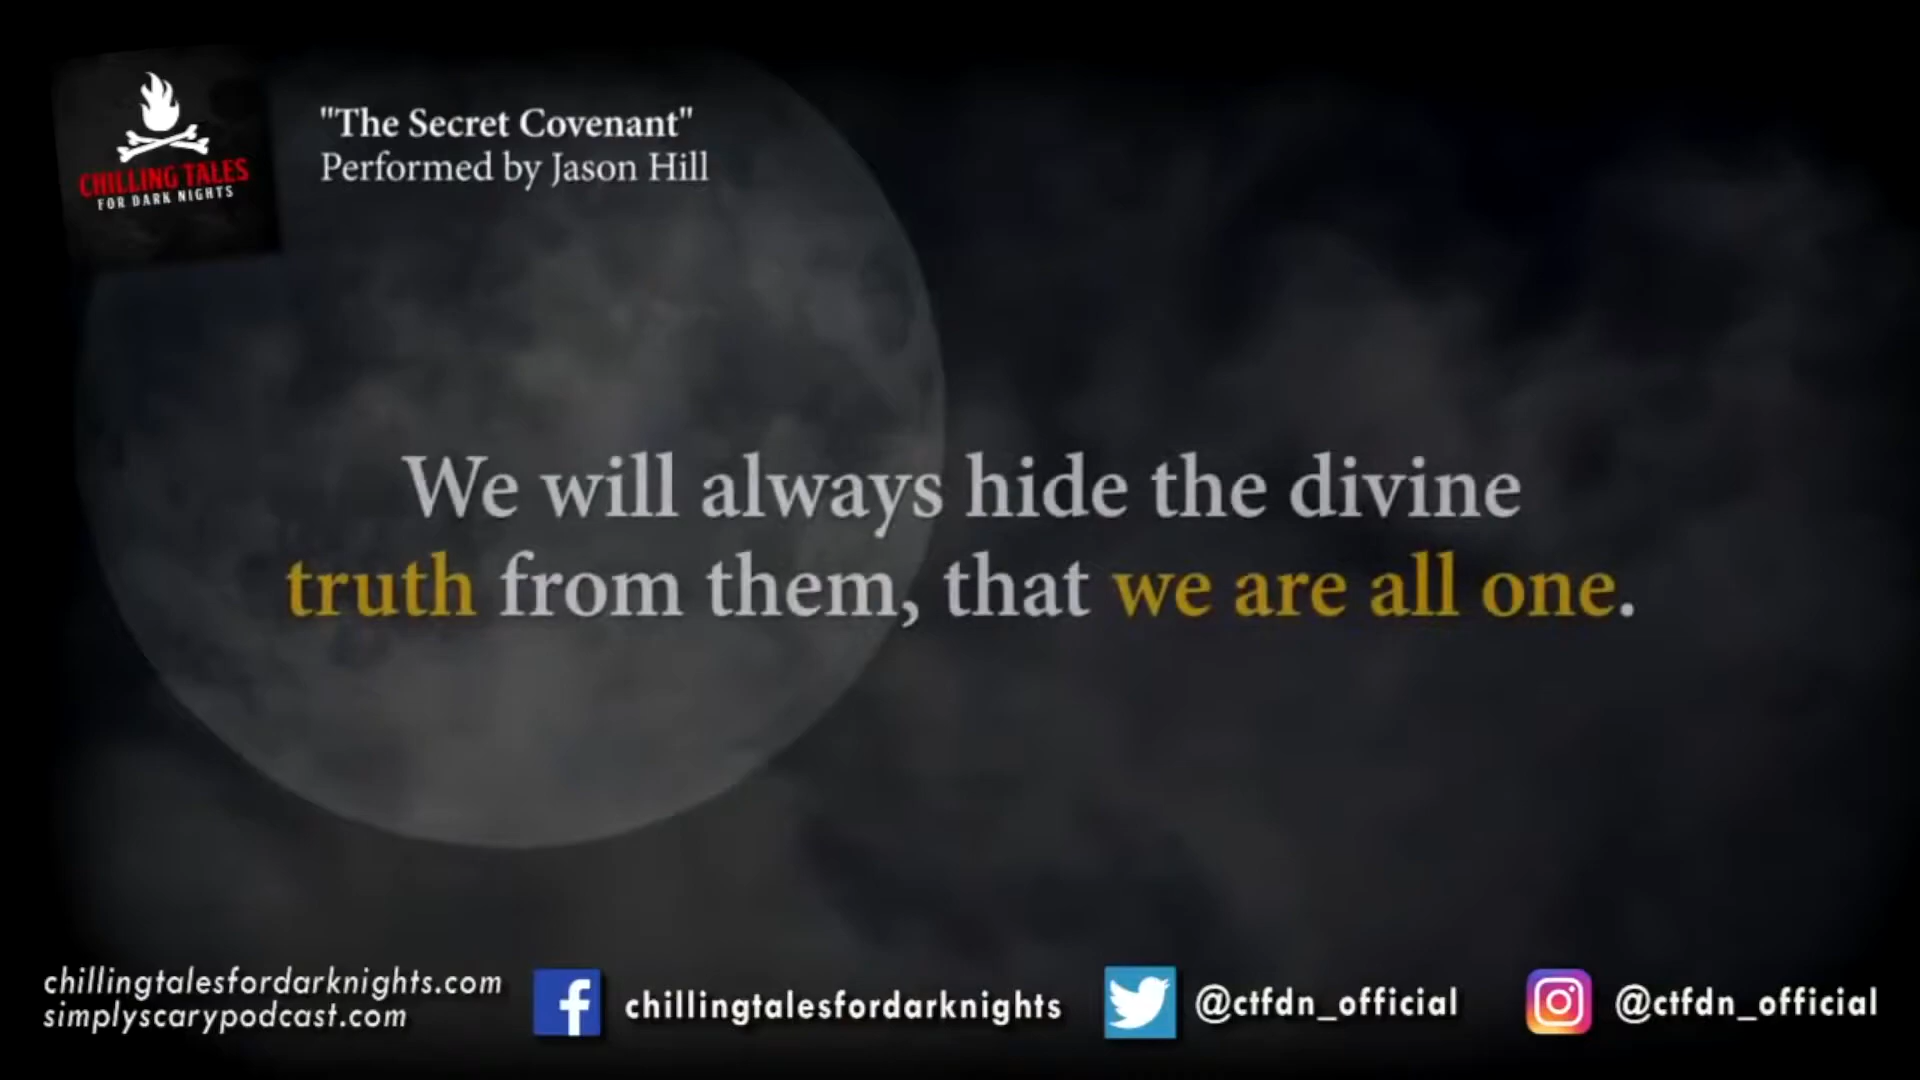 CHILLING TALES
FOR DARK NIGHTS
"The Secret Covenant"
Performed by Jason Hill
We will always hide the divine
truth from them, that we are all one.
chillingtalesfordarknights.com
simplyscarypodcast.com
chillingtalesfordarknights
@ctfdn_official
@ctfdn_official